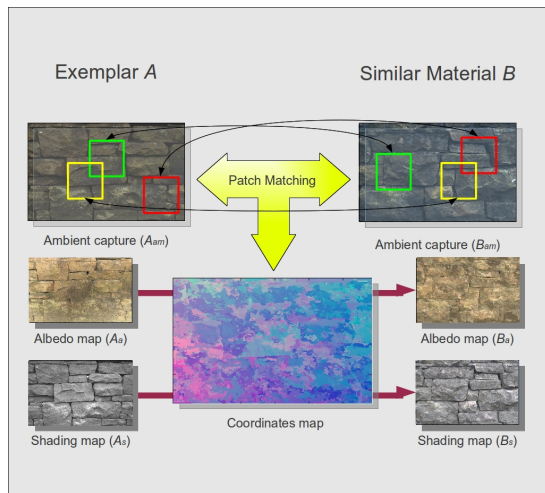 Exemplar A
Similar Material B
Patch Matching
Ambient capture (Aam)
Ambient capture (Bam)
Albedo map (Aa)
Albedo map (Ba)
Coordinates map
Shading map (As)
Shading map (Bs)